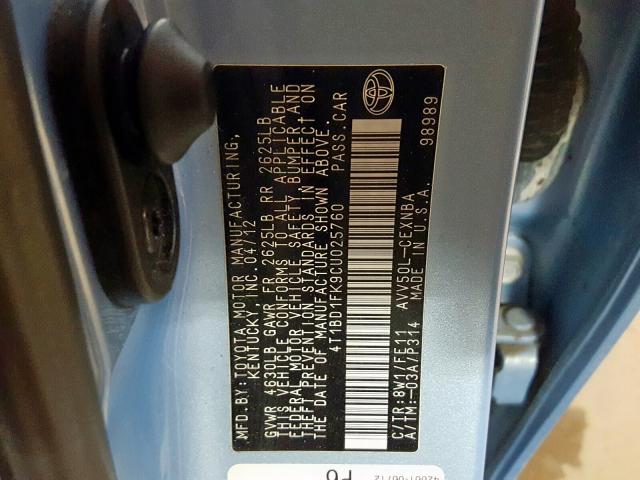 MFD. BY: TOYOTA MOTOR MANUFACTURING,
KENTUCKY, INC. 04/12
GVWR 4630LB GAWR FR 2625LB RR 2625LB
THIS VEHICLE CONFORMS TO ALL APPLICABLE
FEDERAL MOTOR VEHICLE SAFETY, BUMPER AND
THEFT PREVENTION STANDARDS IN EFFECT ON
THE DATE OF MANUFACTURE SHOWN ABOVE.
4T1BD1FK9CU025760 PASS.CAR
C/TR:8W1/FE11 AVV50L-CEXNBA
A/TM:-03A/P314 MADE IN U.S.A.
98989
F6